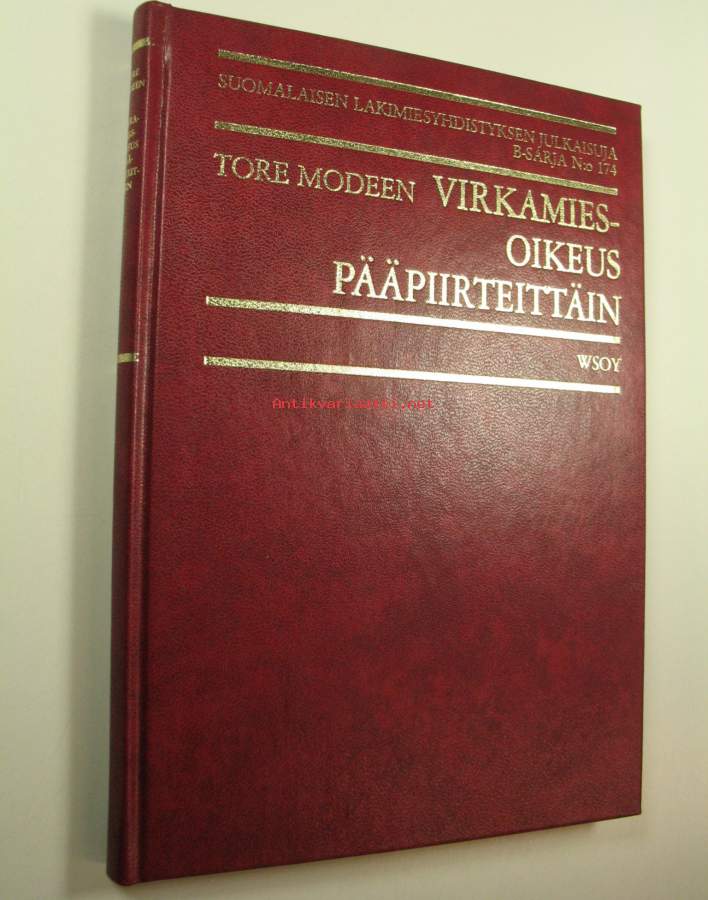 SUOMALAISEN LAKIMIESYHDISTYKSEN JULKAISUJA
B-SARJA N:o 174
TORE MODEEN VIRKAMIES-
OIKEUS
PÄÄPIIRTEITTÄIN
WSOY
Antikvariaatti.net